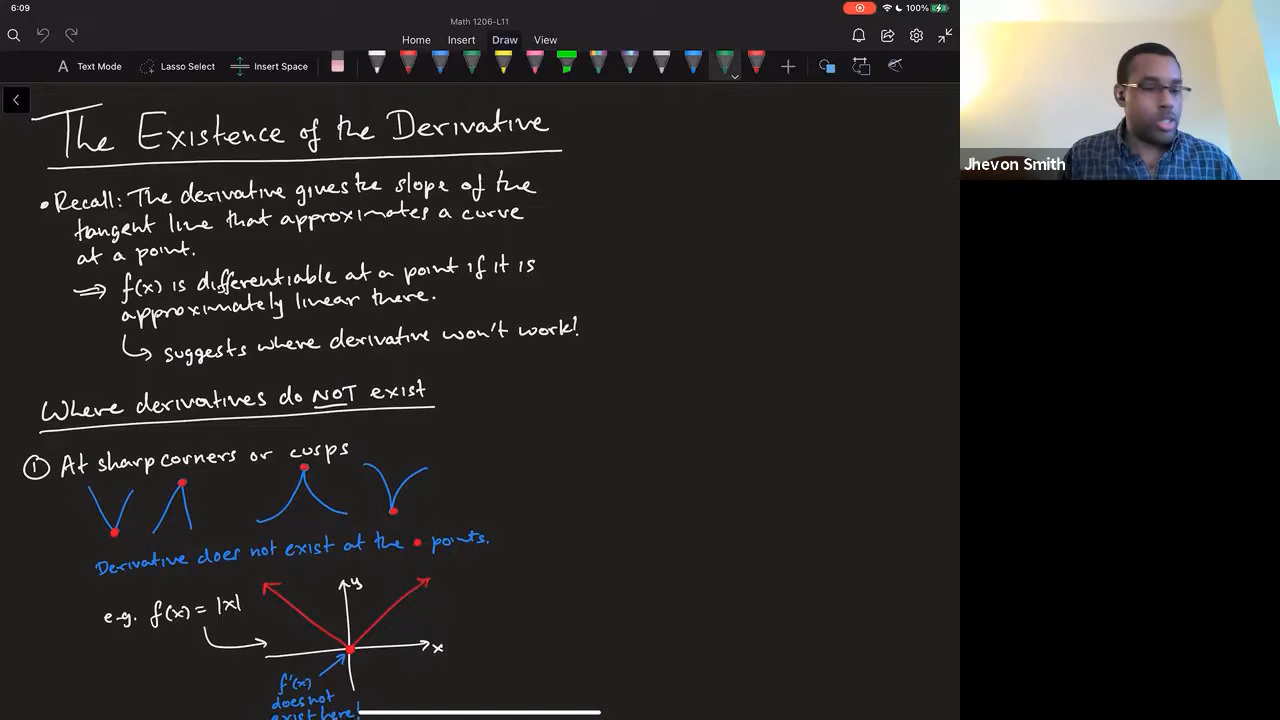 6:09
100%
Math 1206-L11
Home Insert Draw View
Text Mode Lasso Select Insert Space
The Existence of the Derivative
• Recall: The derivative gives the slope of the
tangent line that approximates a curve
at a point.
⇒ f(x) is differentiable at a point if it is
approximately linear there.
↳ suggests where derivative won't work!
Where derivatives do NOT exist
① At sharp corners or cusps
Derivative does not exist at the • points.
e.g. f(x) = |x|
y
x
f'(x)
does not
exist here!
Jhevon Smith